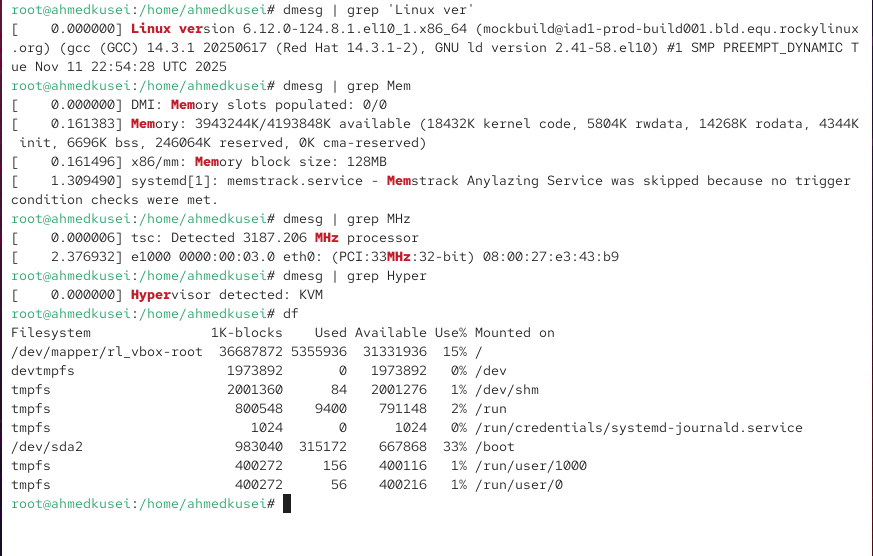 root@ahmedkusei:/home/ahmedkusei# dmesg | grep 'Linux ver'
[    0.000000] Linux version 6.12.0-124.8.1.el10_1.x86_64 (mockbuild@iad1-prod-build001.bld.equ.rockylinux
.org) (gcc (GCC) 14.3.1 20250617 (Red Hat 14.3.1-2), GNU ld version 2.41-58.el10) #1 SMP PREEMPT_DYNAMIC T
ue Nov 11 22:54:28 UTC 2025
root@ahmedkusei:/home/ahmedkusei# dmesg | grep Mem
[    0.000000] DMI: Memory slots populated: 0/0
[    0.161383] Memory: 3943244K/4193848K available (18432K kernel code, 5804K rwdata, 14268K rodata, 4344K
 init, 6696K bss, 246064K reserved, 0K cma-reserved)
[    0.161496] x86/mm: Memory block size: 128MB
[    1.309490] systemd[1]: memstrack.service - Memstrack Anylazing Service was skipped because no trigger
condition checks were met.
root@ahmedkusei:/home/ahmedkusei# dmesg | grep MHz
[    0.000006] tsc: Detected 3187.206 MHz processor
[    2.376932] e1000 0000:00:03.0 eth0: (PCI:33MHz:32-bit) 08:00:27:e3:43:b9
root@ahmedkusei:/home/ahmedkusei# dmesg | grep Hyper
[    0.000000] Hypervisor detected: KVM
root@ahmedkusei:/home/ahmedkusei# df
Filesystem               1K-blocks    Used Available Use% Mounted on
/dev/mapper/rl_vbox-root  36687872 5355936  31331936  15% /
devtmpfs                   1973892       0   1973892   0% /dev
tmpfs                      2001360      84   2001276   1% /dev/shm
tmpfs                       800548    9400    791148   2% /run
tmpfs                         1024       0      1024   0% /run/credentials/systemd-journald.service
/dev/sda2                   983040  315172    667868  33% /boot
tmpfs                       400272     156    400116   1% /run/user/1000
tmpfs                       400272      56    400216   1% /run/user/0
root@ahmedkusei:/home/ahmedkusei#